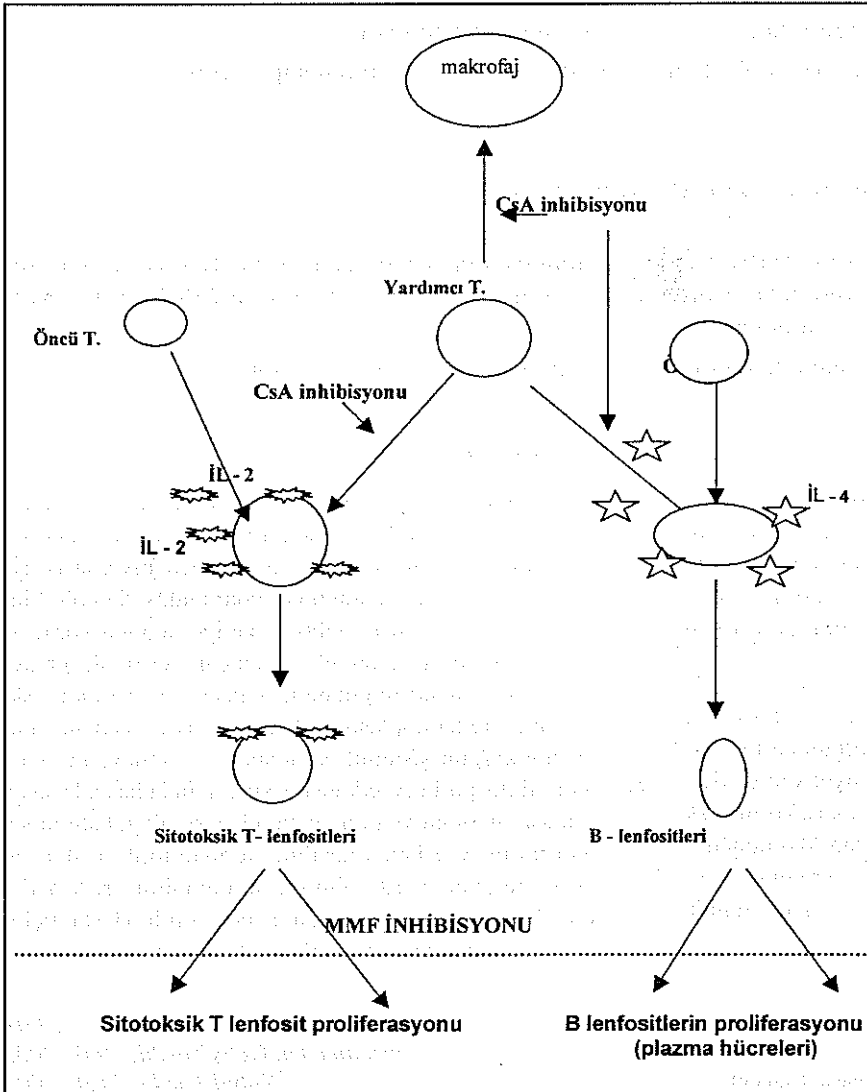 makrofaj
CsA inhibisyonu
Yardımcı T.
Öncü T.
CsA inhibisyonu
İL - 2
İL - 4
İL - 2
Sitotoksik T- lenfositleri
B - lenfositleri
MMF İNHİBİSYONU
Sitotoksik T lenfosit proliferasyonu
B lenfositlerin proliferasyonu
(plazma hücreleri)